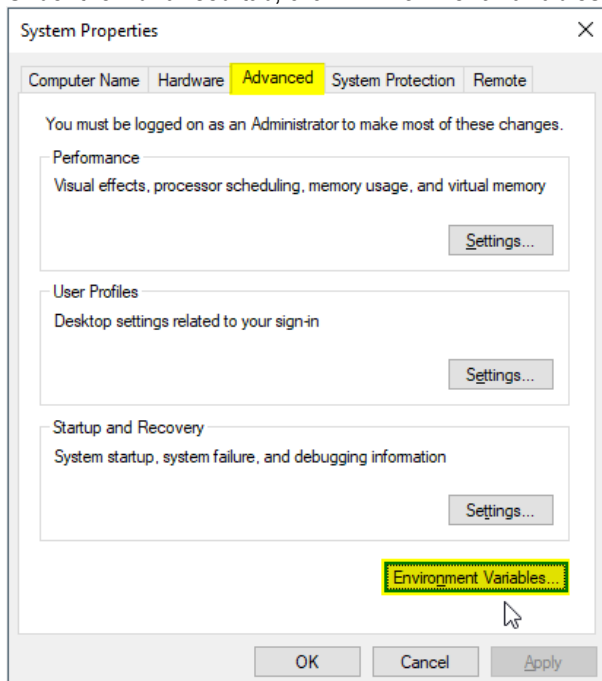 System Properties
Computer Name Hardware Advanced System Protection Remote
You must be logged on as an Administrator to make most of these changes.
Performance
Visual effects, processor scheduling, memory usage, and virtual memory
Settings...
User Profiles
Desktop settings related to your sign-in
Settings...
Startup and Recovery
System startup, system failure, and debugging information
Settings...
Environment Variables...
OK Cancel Apply